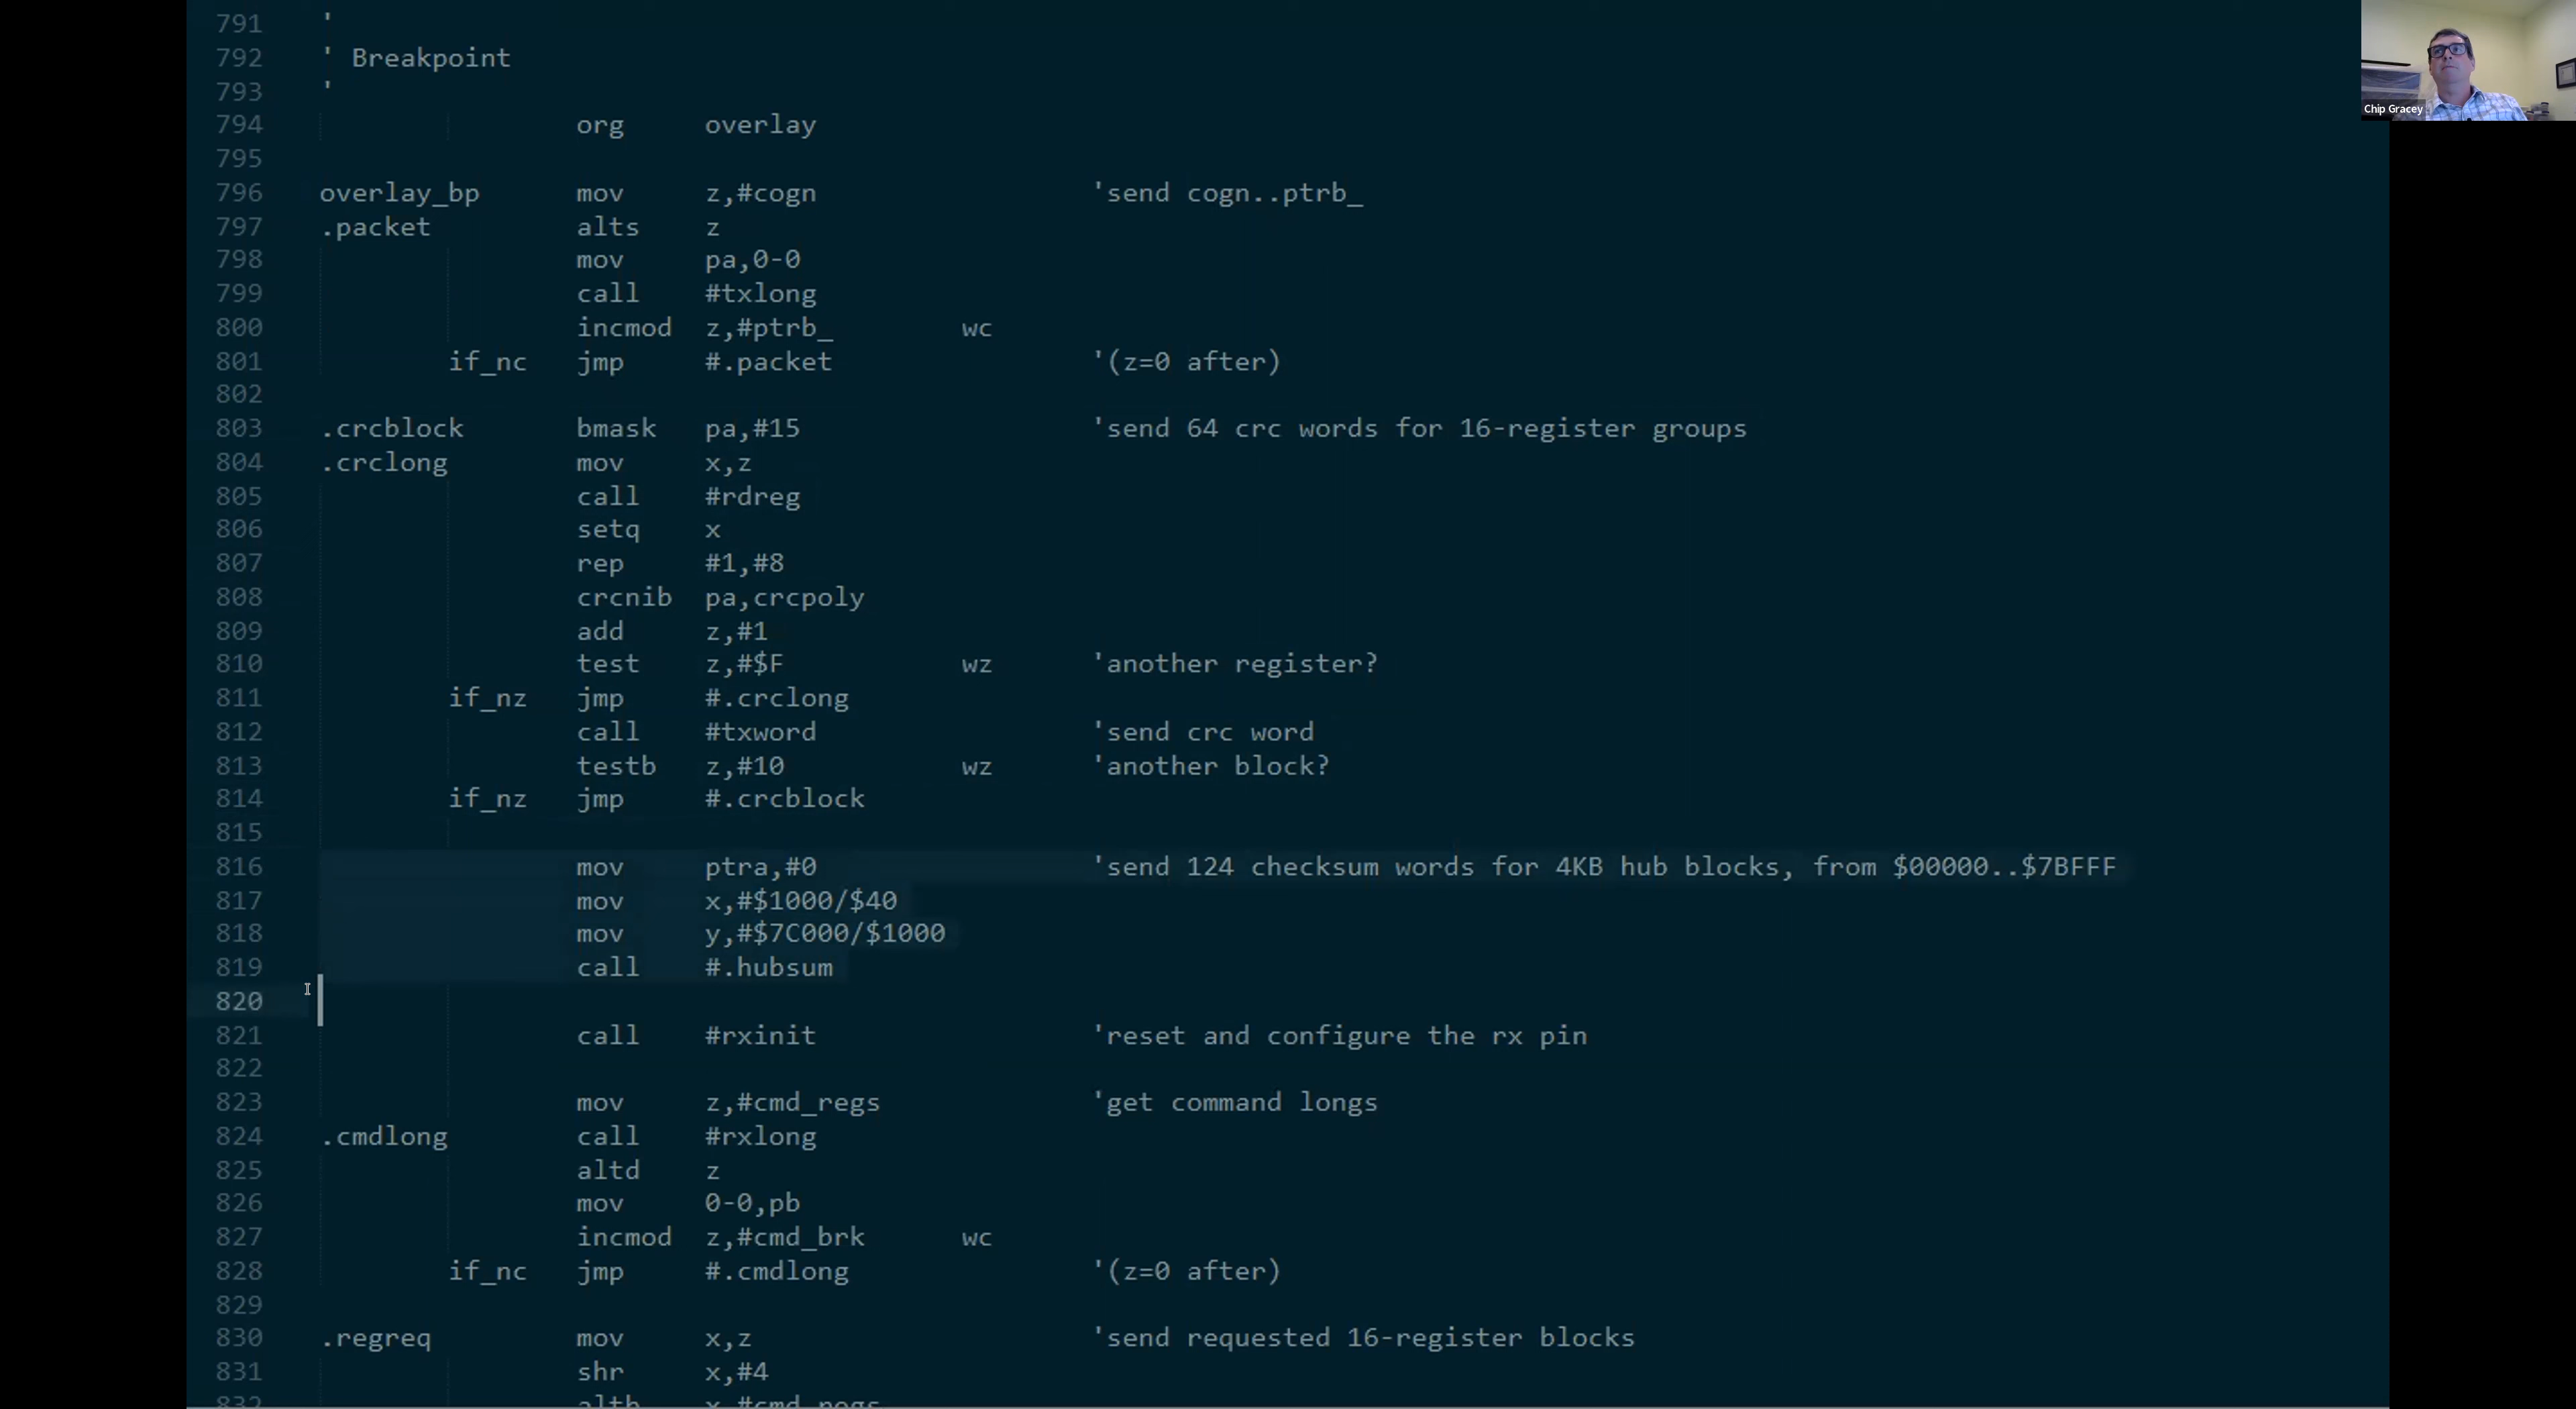 791 '
792 ' Breakpoint
793 '
794 org overlay
795
796 overlay_bp mov z,#cogn 'send cogn..ptrb_
797 .packet alts z
798 mov pa,0-0
799 call #txlong
800 incmod z,#ptrb_ wc
801 if_nc jmp #.packet '(z=0 after)
802
803 .crcblock bmask pa,#15 'send 64 crc words for 16-register groups
804 .crclong mov x,z
805 call #rdreg
806 setq x
807 rep #1,#8
808 crcnib pa,crcpoly
809 add z,#1
810 test z,#$F wz 'another register?
811 if_nz jmp #.crclong
812 call #txword 'send crc word
813 testb z,#10 wz 'another block?
814 if_nz jmp #.crcblock
815
816 mov ptra,#0 'send 124 checksum words for 4KB hub blocks, from $00000..$7BFFF
817 mov x,#$1000/$40
818 mov y,#$7C000/$1000
819 call #.hubsum
820
821 call #rxinit 'reset and configure the rx pin
822
823 mov z,#cmd_regs 'get command longs
824 .cmdlong call #rxlong
825 altd z
826 mov 0-0,pb
827 incmod z,#cmd_brk wc
828 if_nc jmp #.cmdlong '(z=0 after)
829
830 .regreq mov x,z 'send requested 16-register blocks
831 shr x,#4
832 altb x,#cmd_regs
Chip Gracey